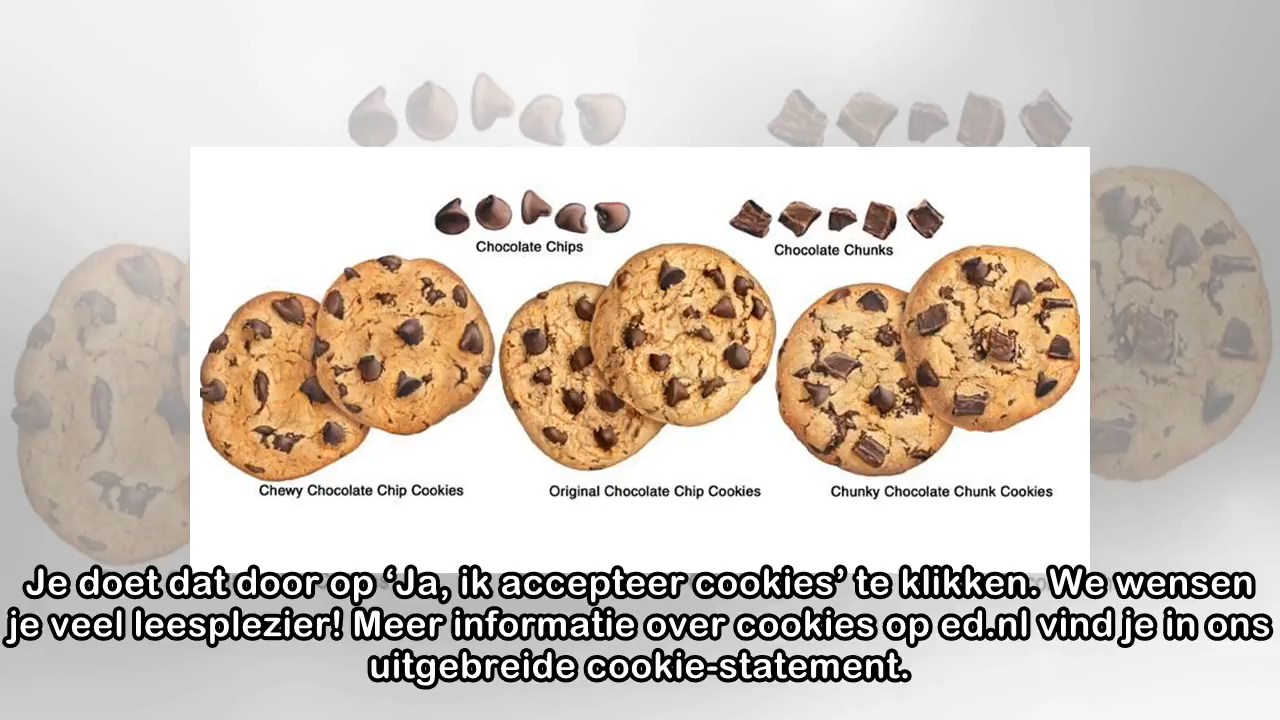 Chocolate Chips
Chocolate Chunks
Chewy Chocolate Chip Cookies
Original Chocolate Chip Cookies
Chunky Chocolate Chunk Cookies
Je doet dat door op ‘Ja, ik accepteer cookies’ te klikken. We wensen
je veel leesplezier! Meer informatie over cookies op ed.nl vind je in ons
uitgebreide cookie-statement.